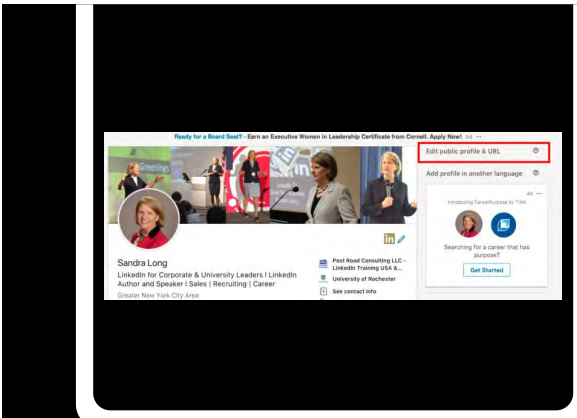 Ready for a Board Seat? - Earn an Executive Women in Leadership Certificate from Cornell. Apply Now! Ad ...
Edit public profile & URL
Add profile in another language
Greetings
in
Ad ...
Introducing CareerPurpose by TIAA
Searching for a career that has
purpose?
Get Started
in
Sandra Long
LinkedIn for Corporate & University Leaders I LinkedIn
Author and Speaker I Sales | Recruiting | Career
Greater New York City Area
Post Road Consulting LLC -
LinkedIn Training USA &...
University of Rochester
See contact info